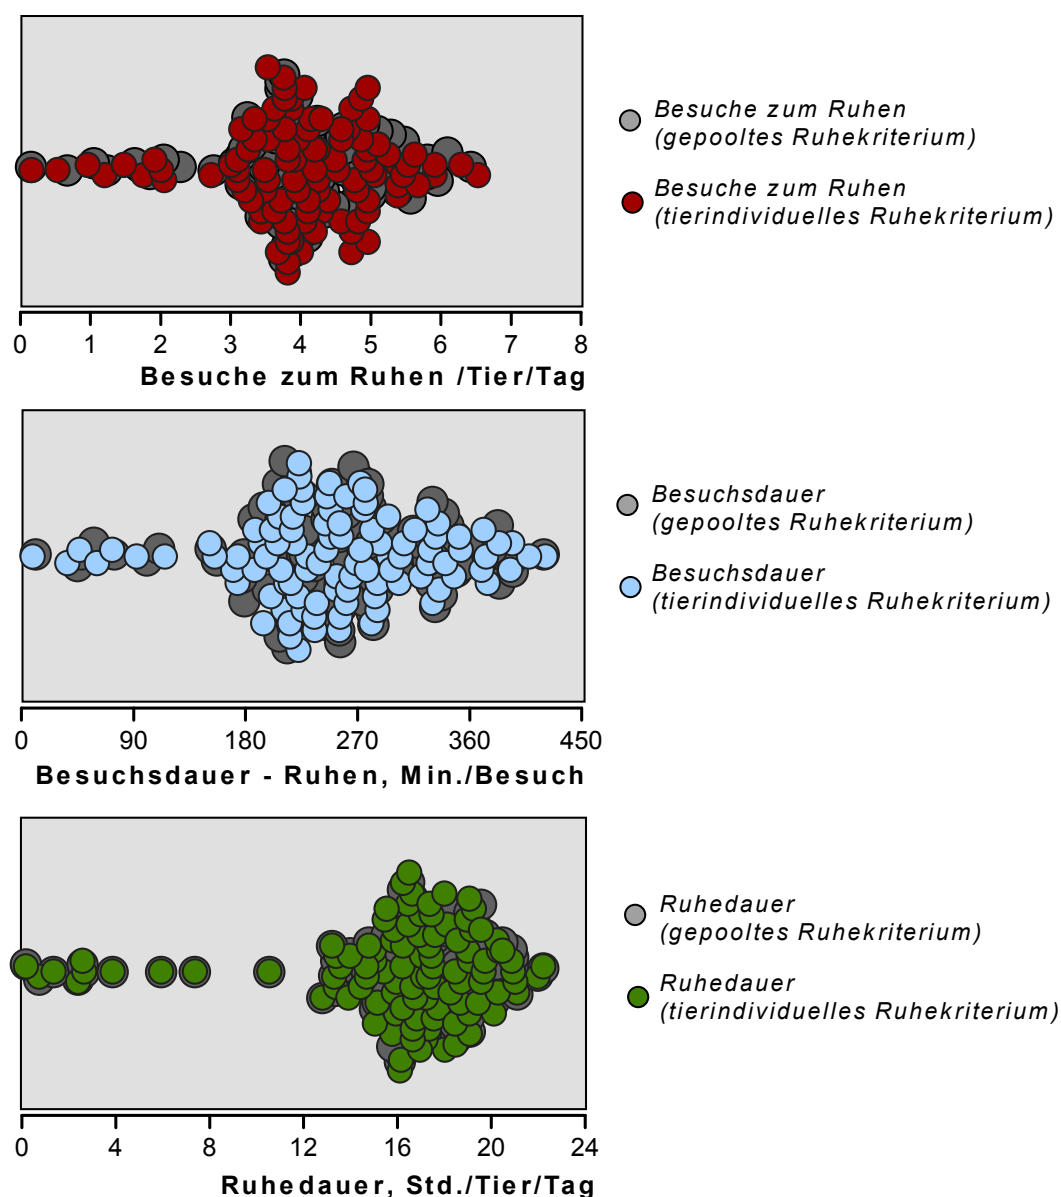 Besuche zum Ruhen
(gepooltes Ruhekriterium)
Besuche zum Ruhen
(tierindividuelles Ruhekriterium)
0 1 2 3 4 5 6 7 8
Besuche zum Ruhen /Tier/Tag
Besuchsdauer
(gepooltes Ruhekriterium)
Besuchsdauer
(tierindividuelles Ruhekriterium)
0 90 180 270 360 450
Besuchsdauer - Ruhen, Min./Besuch
Ruhedauer
(gepooltes Ruhekriterium)
Ruhedauer
(tierindividuelles Ruhekriterium)
0 4 8 12 16 20 24
Ruhedauer, Std./Tier/Tag